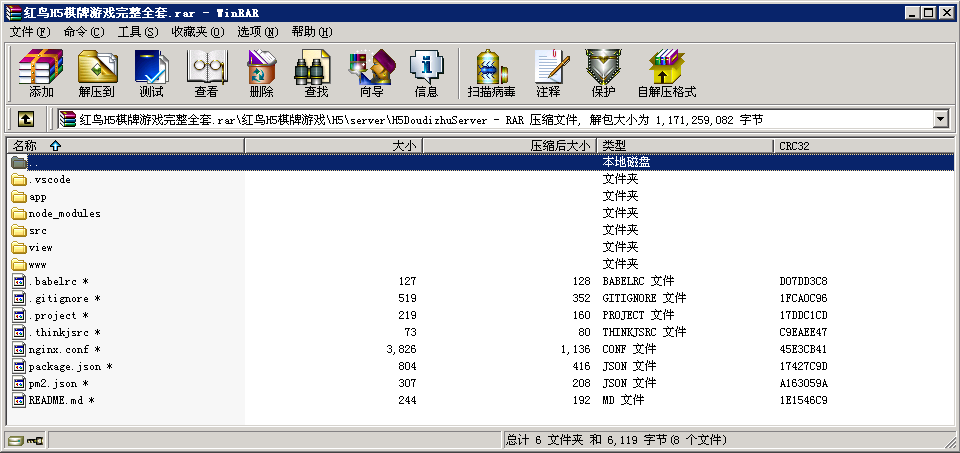 红鸟H5棋牌游戏完整全套.rar - WinRAR
文件(F) 命令(C) 工具(S) 收藏夹(O) 选项(N) 帮助(H)
添加 解压到 测试 查看 删除 查找 向导 信息 扫描病毒 注释 保护 自解压格式
红鸟H5棋牌游戏完整全套.rar\红鸟H5棋牌游戏\H5\server\H5DoudizhuServer - RAR 压缩文件, 解包大小为 1,171,259,082 字节
名称 大小 压缩后大小 类型 CRC32
.. 本地磁盘
.vscode 文件夹
app 文件夹
node_modules 文件夹
src 文件夹
view 文件夹
www 文件夹
.babelrc * 127 128 BABELRC 文件 D07DD3C8
.gitignore * 519 352 GITIGNORE 文件 1FCA0C96
.project * 219 160 PROJECT 文件 17DDC1CD
.thinkjsrc * 73 80 THINKJSRC 文件 C9EAEE47
nginx.conf * 3,826 1,136 CONF 文件 45E3CB41
package.json * 804 416 JSON 文件 17427C9D
pm2.json * 307 208 JSON 文件 A163059A
README.md * 244 192 MD 文件 1E1546C9
总计 6 文件夹 和 6,119 字节(8 个文件)